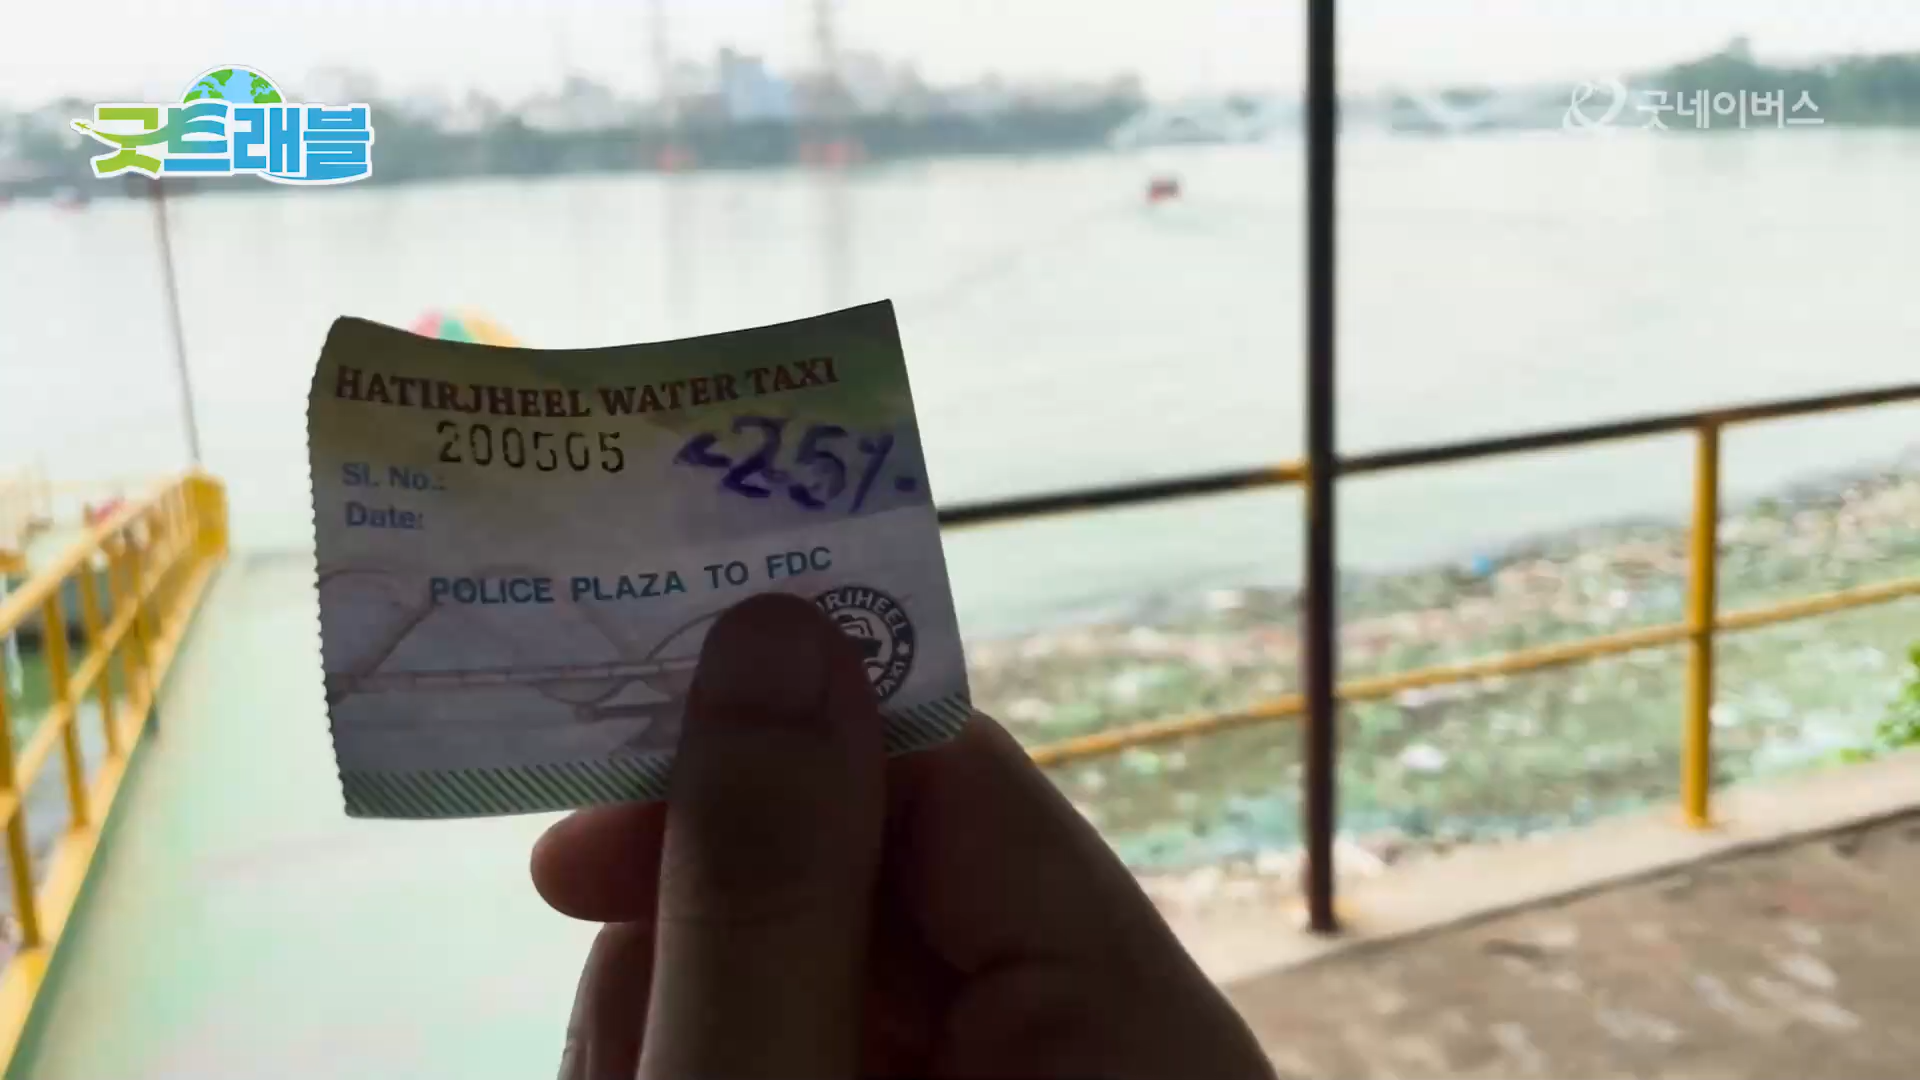 굿트래블
굿네이버스
HATIRJHEEL WATER TAXI
200505
25/-
Sl. No.:
Date:
POLICE PLAZA TO FDC